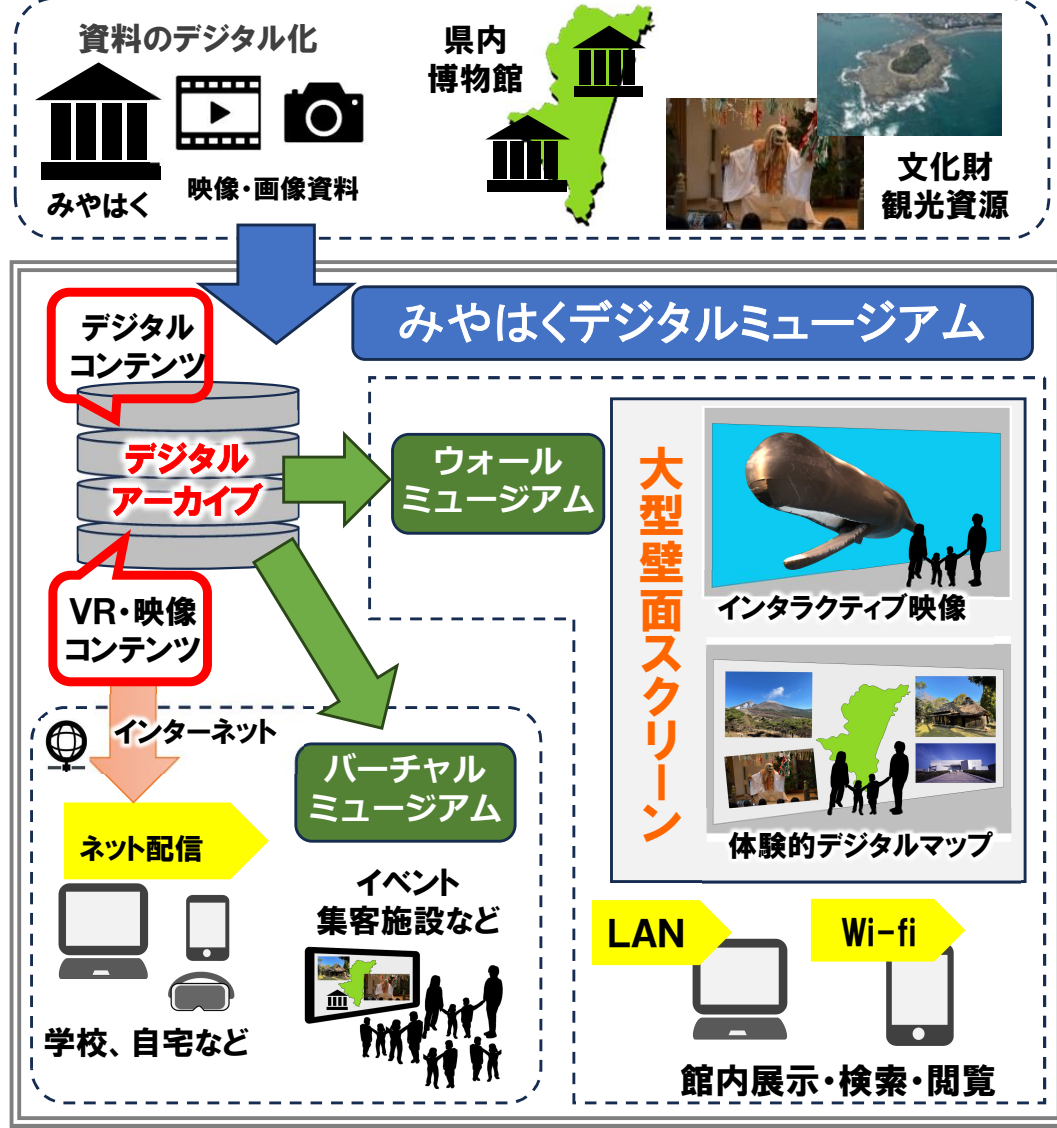 資料のデジタル化
みやはく
映像・画像資料
県内
博物館
文化財
観光資源
みやはくデジタルミュージアム
デジタル
コンテンツ
デジタル
アーカイブ
VR・映像
コンテンツ
ウォール
ミュージアム
大型壁面スクリーン
インタラクティブ映像
体験的デジタルマップ
インターネット
バーチャル
ミュージアム
ネット配信
イベント
集客施設など
学校、自宅など
LAN
Wi-fi
館内展示・検索・閲覧